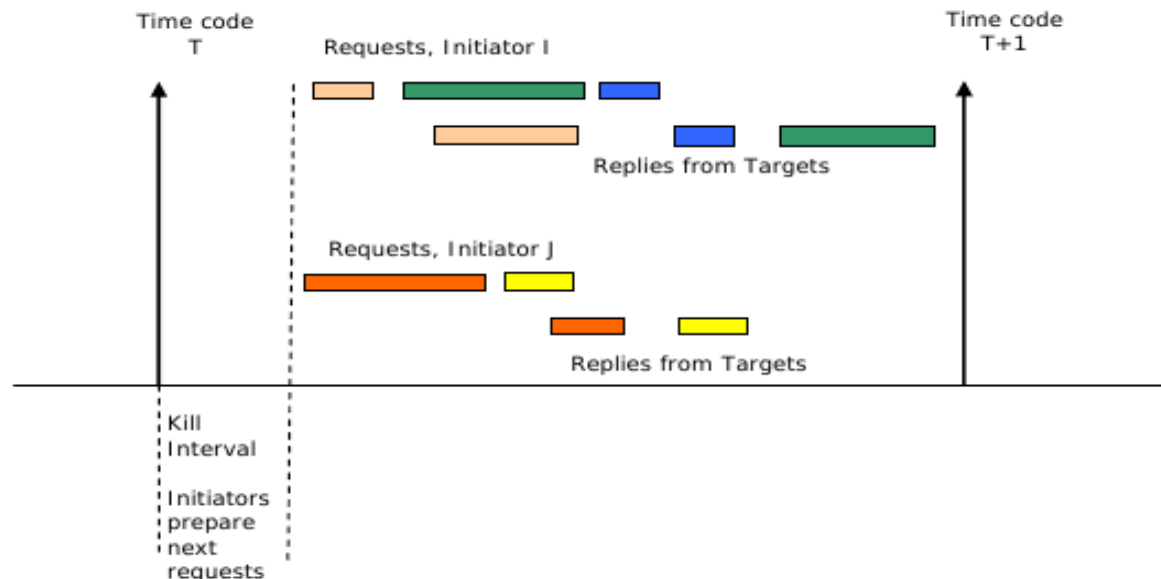 Time code
T
Time code
T+1
Requests, Initiator I
Replies from Targets
Requests, Initiator J
Replies from Targets
Kill
Interval
Initiators
prepare
next
requests